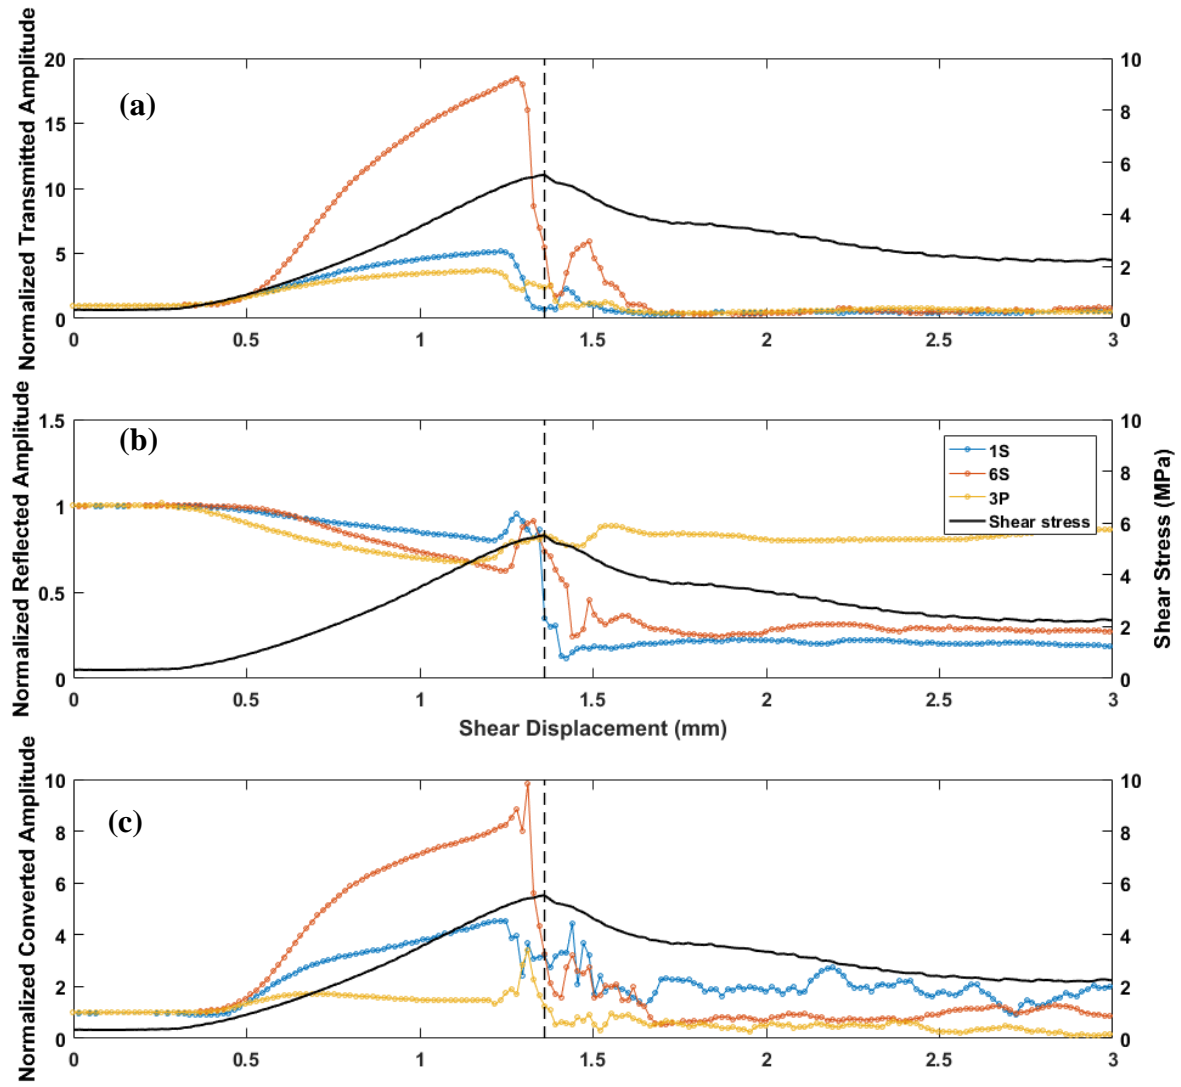 Normalized Transmitted Amplitude
(a)
20
15
10
5
0
10
8
6
4
2
0
0 0.5 1 1.5 2 2.5 3
Normalized Reflected Amplitude
(b)
1.5
1
0.5
0
10
8
6
4
2
0
1S
6S
3P
Shear stress
Shear Stress (MPa)
0 0.5 1 1.5 2 2.5 3
Shear Displacement (mm)
Normalized Converted Amplitude
(c)
10
8
6
4
2
0
10
8
6
4
2
0
0 0.5 1 1.5 2 2.5 3